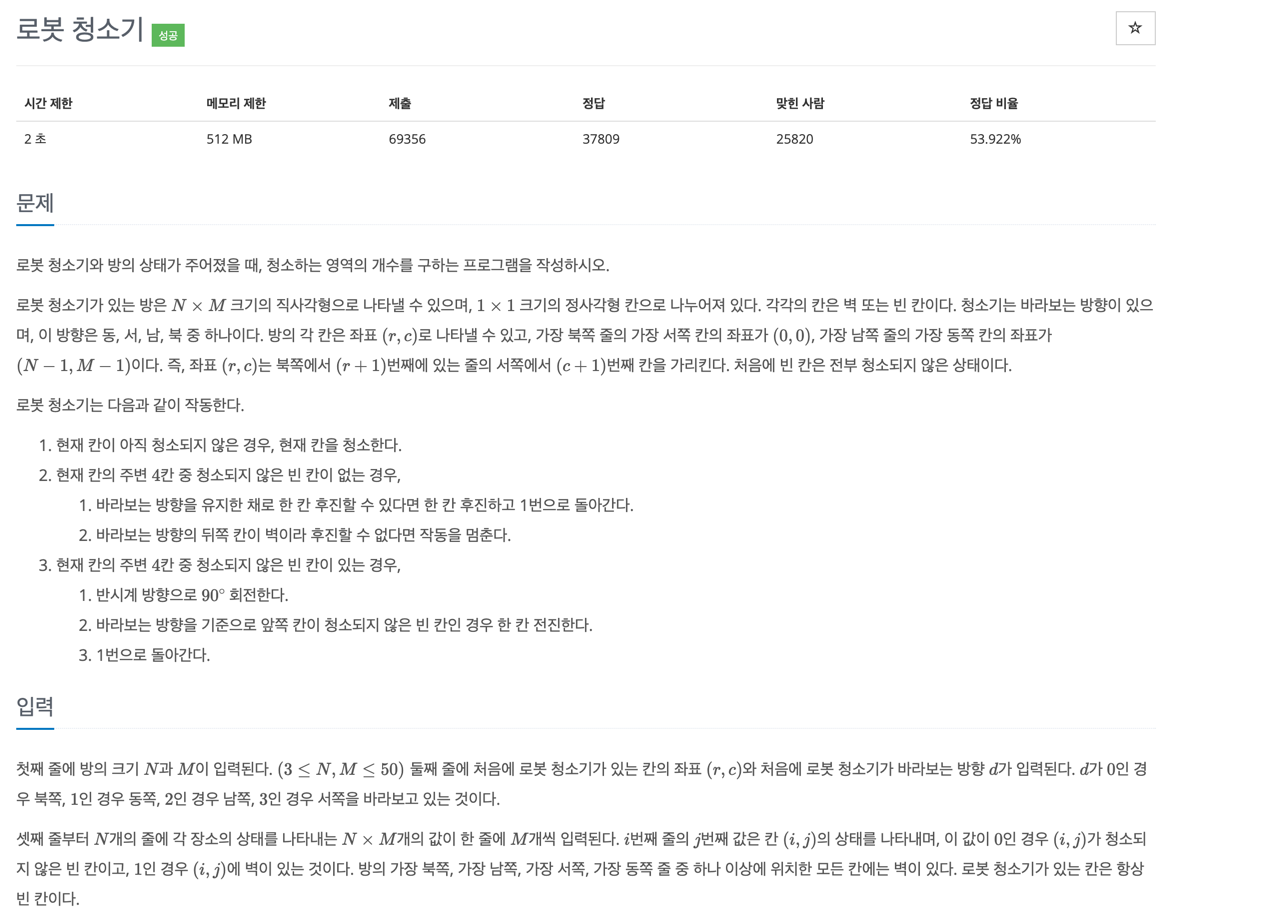 로봇 청소기 성공
☆
시간 제한 메모리 제한 제출 정답 맞힌 사람 정답 비율
2 초 512 MB 69356 37809 25820 53.922%
문제
로봇 청소기와 방의 상태가 주어졌을 때, 청소하는 영역의 개수를 구하는 프로그램을 작성하시오.
로봇 청소기가 있는 방은 N × M 크기의 직사각형으로 나타낼 수 있으며, 1 × 1 크기의 정사각형 칸으로 나누어져 있다. 각각의 칸은 벽 또는 빈 칸이다. 청소기는 바라보는 방향이 있으
며, 이 방향은 동, 서, 남, 북 중 하나이다. 방의 각 칸은 좌표 (r, c)로 나타낼 수 있고, 가장 북쪽 줄의 가장 서쪽 칸의 좌표가 (0, 0), 가장 남쪽 줄의 가장 동쪽 칸의 좌표가
(N − 1, M − 1)이다. 즉, 좌표 (r, c)는 북쪽에서 (r + 1)번째에 있는 줄의 서쪽에서 (c + 1)번째 칸을 가리킨다. 처음에 빈 칸은 전부 청소되지 않은 상태이다.
로봇 청소기는 다음과 같이 작동한다.
1. 현재 칸이 아직 청소되지 않은 경우, 현재 칸을 청소한다.
2. 현재 칸의 주변 4칸 중 청소되지 않은 빈 칸이 없는 경우,
1. 바라보는 방향을 유지한 채로 한 칸 후진할 수 있다면 한 칸 후진하고 1번으로 돌아간다.
2. 바라보는 방향의 뒤쪽 칸이 벽이라 후진할 수 없다면 작동을 멈춘다.
3. 현재 칸의 주변 4칸 중 청소되지 않은 빈 칸이 있는 경우,
1. 반시계 방향으로 90° 회전한다.
2. 바라보는 방향을 기준으로 앞쪽 칸이 청소되지 않은 빈 칸인 경우 한 칸 전진한다.
3. 1번으로 돌아간다.
입력
첫째 줄에 방의 크기 N과 M이 입력된다. (3 ≤ N, M ≤ 50) 둘째 줄에 처음에 로봇 청소기가 있는 칸의 좌표 (r, c)와 처음에 로봇 청소기가 바라보는 방향 d가 입력된다. d가 0인 경
우 북쪽, 1인 경우 동쪽, 2인 경우 남쪽, 3인 경우 서쪽을 바라보고 있는 것이다.
셋째 줄부터 N개의 줄에 각 장소의 상태를 나타내는 N × M개의 값이 한 줄에 M개씩 입력된다. i번째 줄의 j번째 값은 칸 (i, j)의 상태를 나타내며, 이 값이 0인 경우 (i, j)가 청소되
지 않은 빈 칸이고, 1인 경우 (i, j)에 벽이 있는 것이다. 방의 가장 북쪽, 가장 남쪽, 가장 서쪽, 가장 동쪽 줄 중 하나 이상에 위치한 모든 칸에는 벽이 있다. 로봇 청소기가 있는 칸은 항상
빈 칸이다.